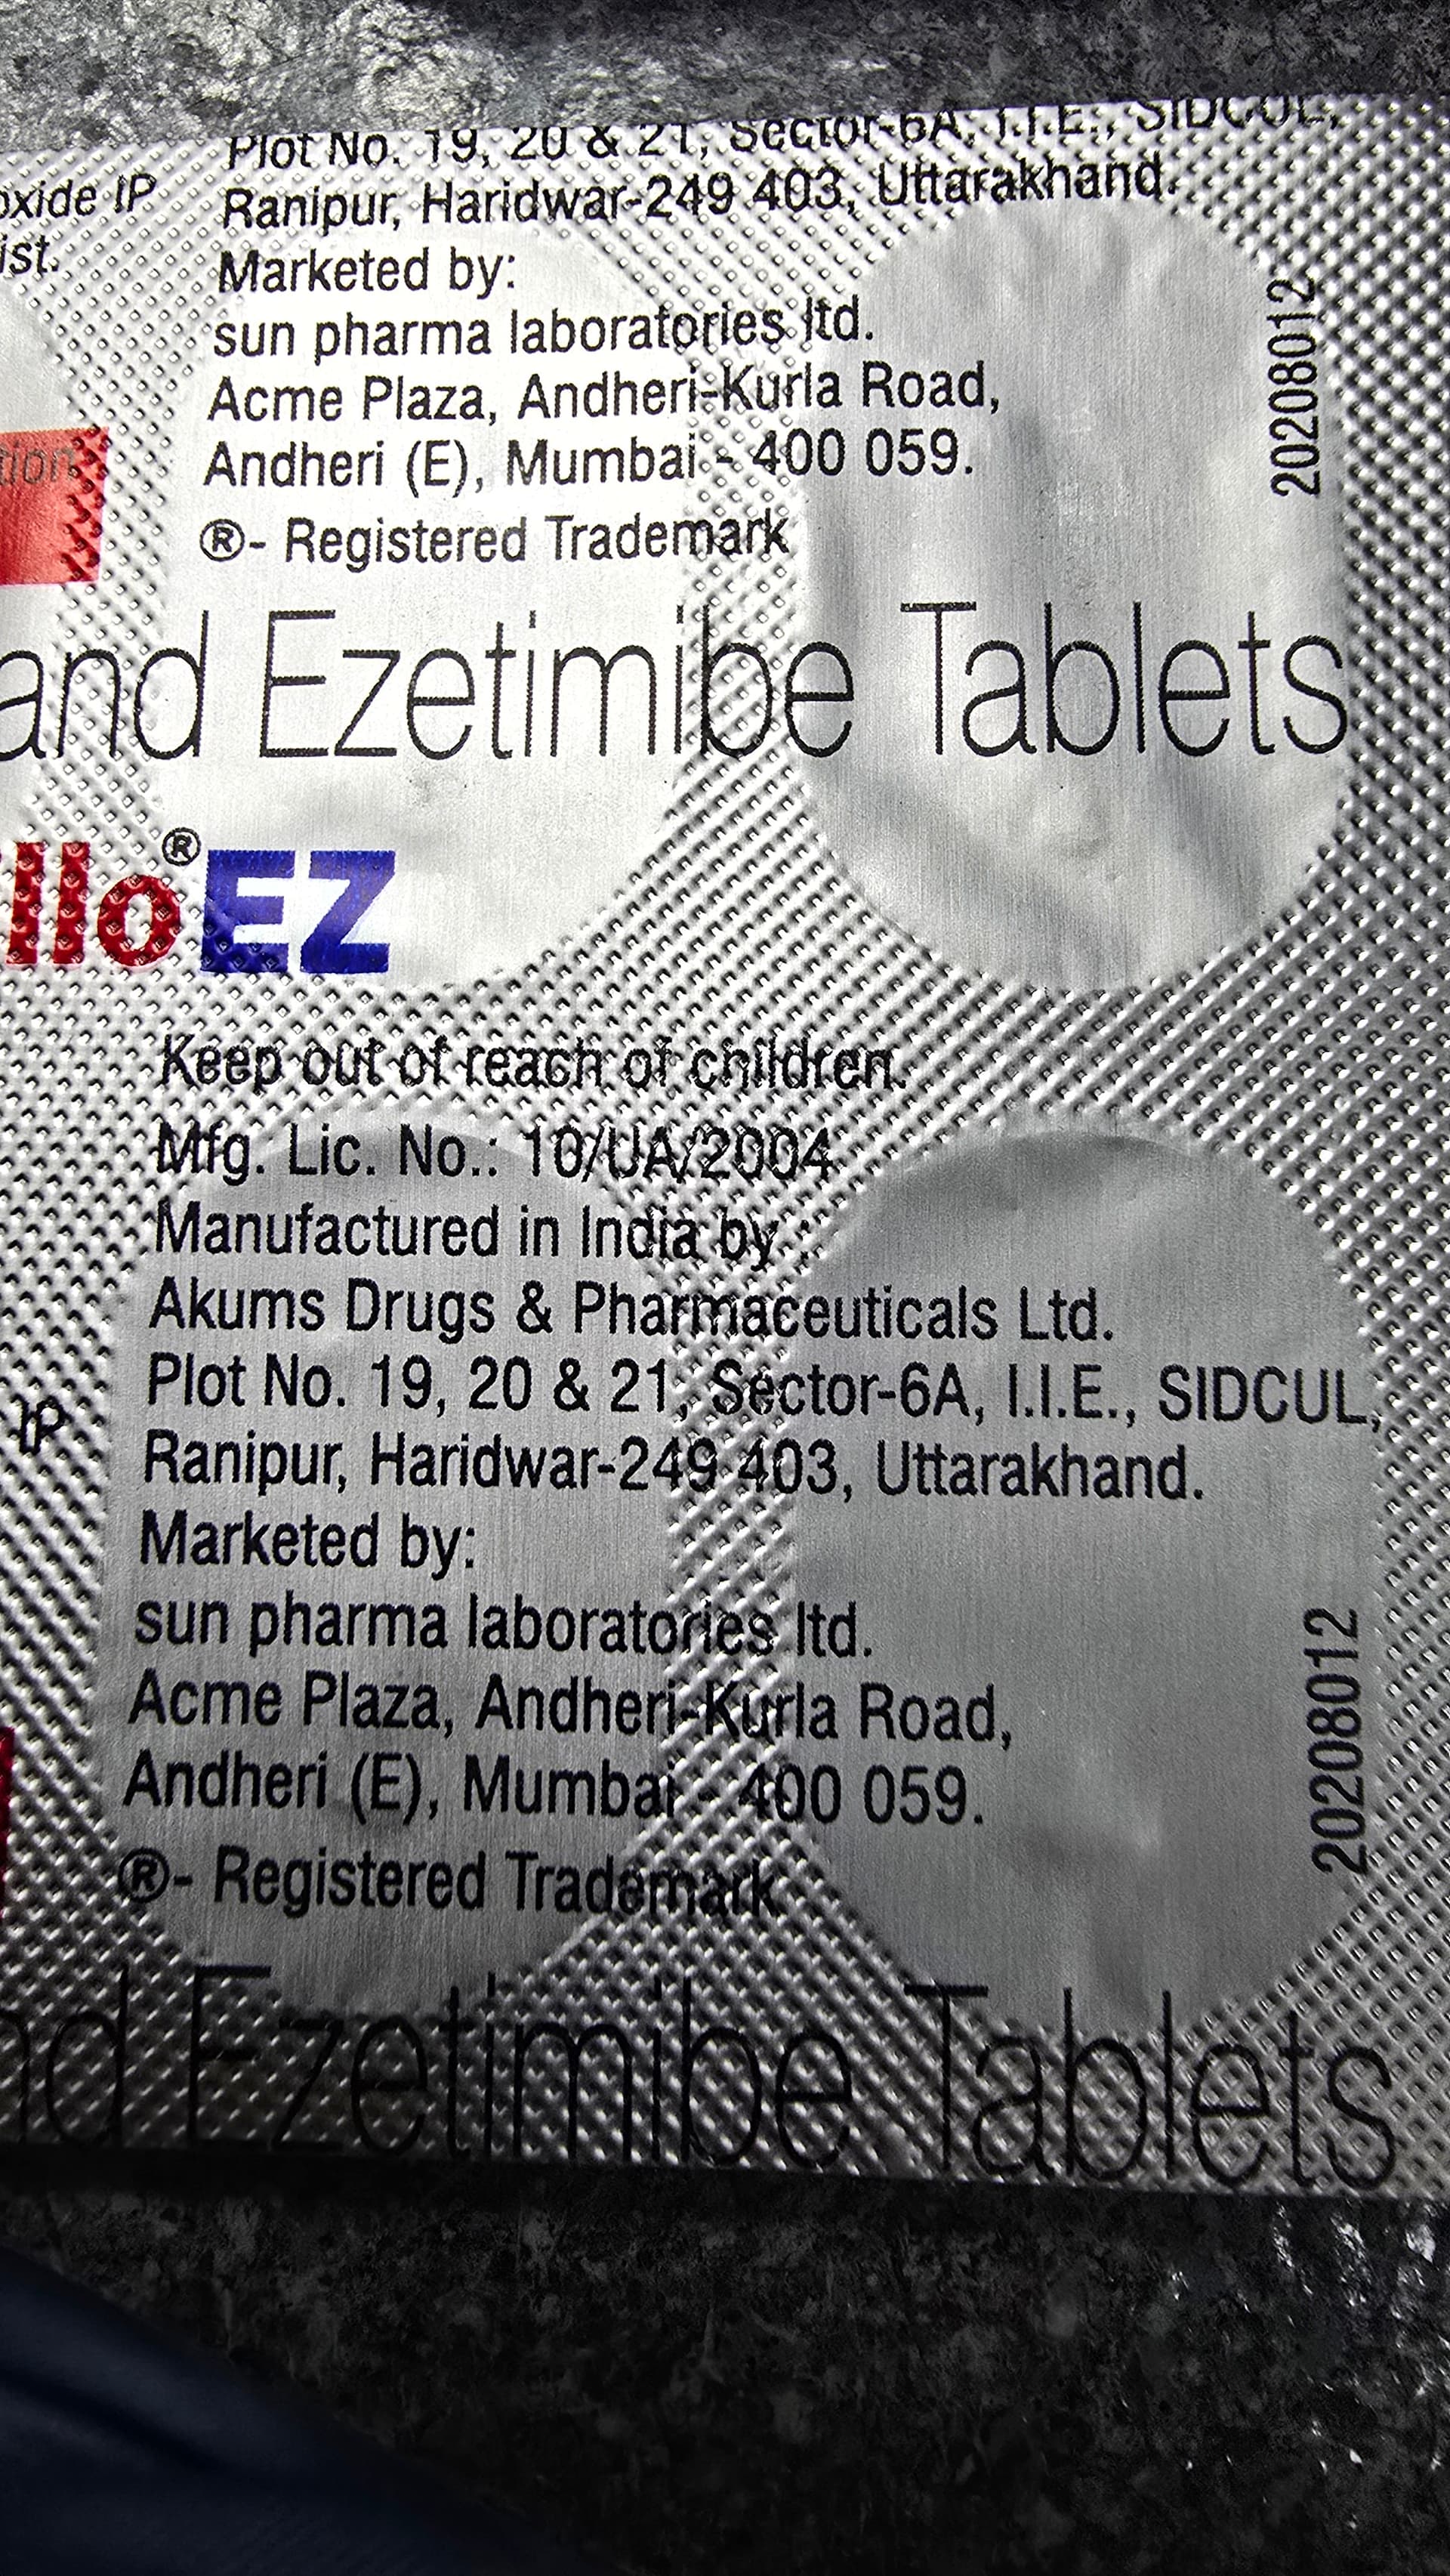 Plot No. 19, 20 & 21, Sector-6A, I.I.E., SIDCUL,
oxide IP
Ranipur, Haridwar-249 403, Uttarakhand.
ist.
Marketed by:
sun pharma laboratories ltd.
Acme Plaza, Andheri-Kurla Road,
tion
Andheri (E), Mumbai - 400 059.
®- Registered Trademark
20208012
and Ezetimibe Tablets
llo®EZ
Keep out of reach of children.
Mfg. Lic. No.: 10/UA/2004
Manufactured in India by :
Akums Drugs & Pharmaceuticals Ltd.
Plot No. 19, 20 & 21, Sector-6A, I.I.E., SIDCUL,
IP
Ranipur, Haridwar-249 403, Uttarakhand.
Marketed by:
sun pharma laboratories ltd.
Acme Plaza, Andheri-Kurla Road,
Andheri (E), Mumbai - 400 059.
®- Registered Trademark
20208012
nd Ezetimibe Tablets